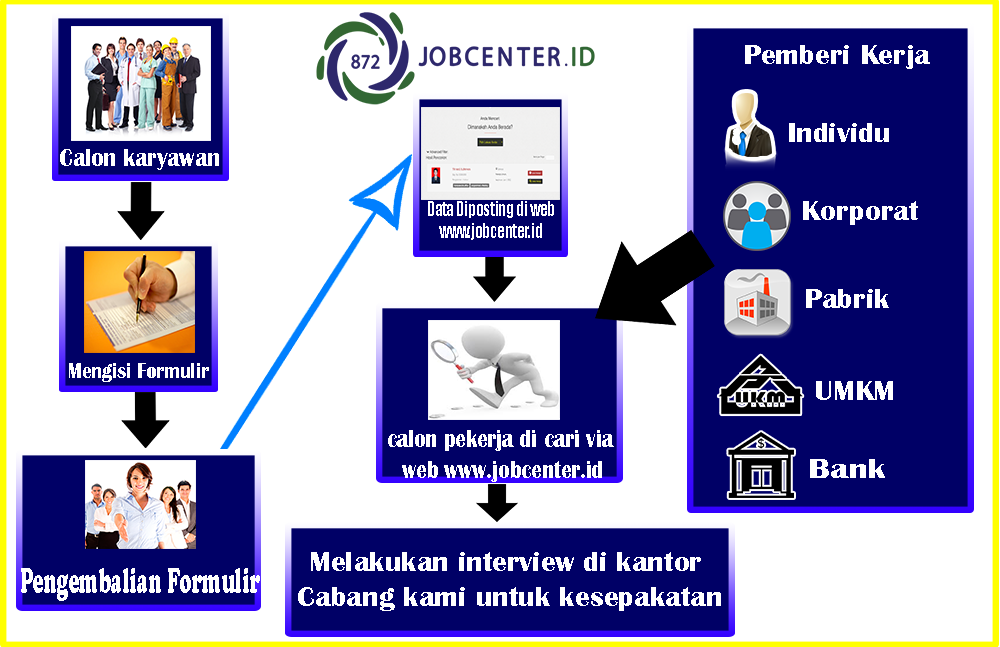 872
JOBCENTER.ID
Calon karyawan
Mengisi Formulir
Pengembalian Formulir
Anda Mencari
Dimanakah Anda Berada?
Data Diposting di web
www.jobcenter.id
calon pekerja di cari via
web www.jobcenter.id
Melakukan interview di kantor
Cabang kami untuk kesepakatan
Pemberi Kerja
Individu
Korporat
Pabrik
UKM
UMKM
$
Bank